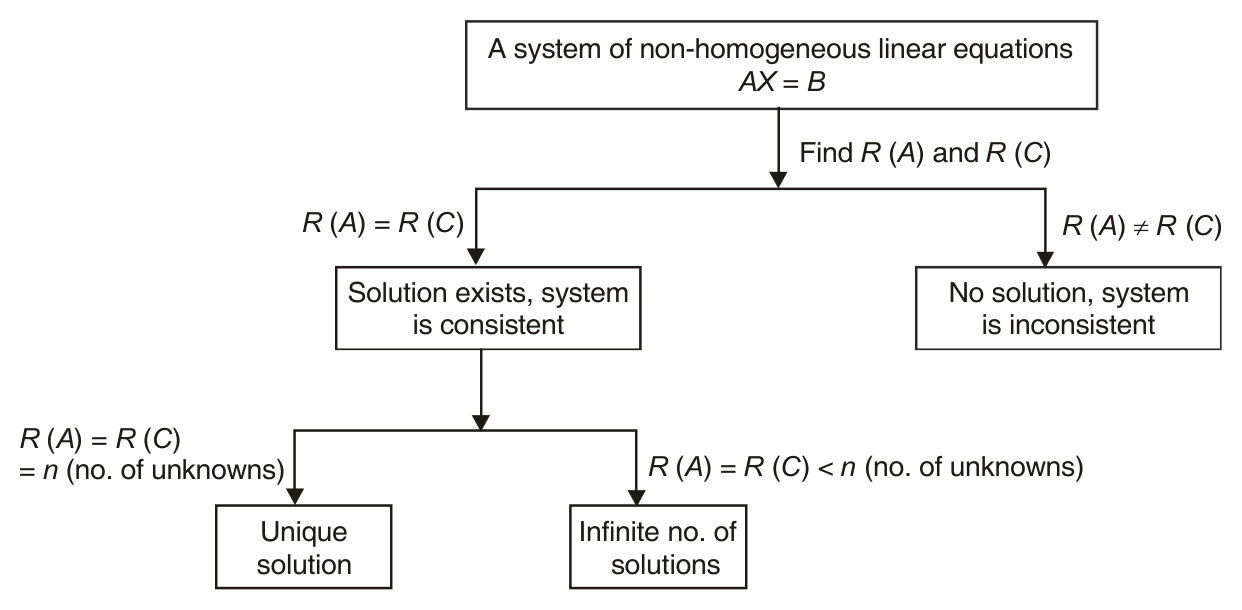 A system of non-homogeneous linear equations
AX = B
Find R (A) and R (C)
R (A) = R (C)
R (A) ≠ R (C)
Solution exists, system
is consistent
No solution, system
is inconsistent
R (A) = R (C)
= n (no. of unknowns)
R (A) = R (C) < n (no. of unknowns)
Unique
solution
Infinite no. of
solutions